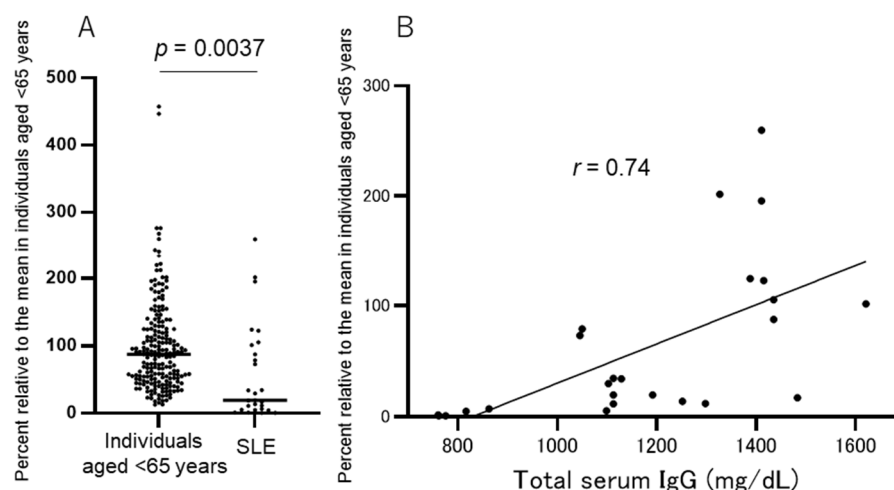 A
p = 0.0037
Percent relative to the mean in individuals aged <65 years
500
400
300
200
100
0
Individuals
aged <65 years
SLE
B
Percent relative to the mean in individuals aged <65 years
300
200
100
0
r = 0.74
800
1000
1200
1400
1600
Total serum IgG (mg/dL)